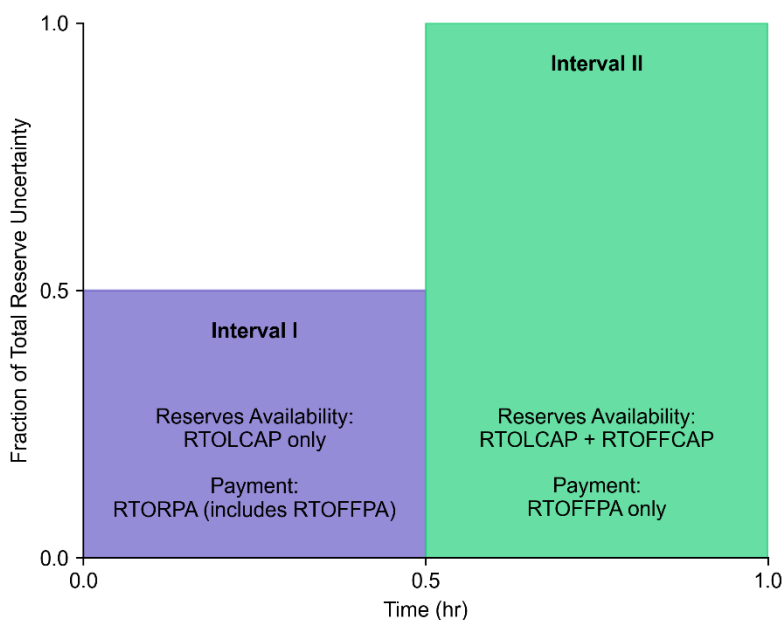 Fraction of Total Reserve Uncertainty
1.0
0.5
0.0
Interval I
Reserves Availability:
RTOLCAP only
Payment:
RTORPA (includes RTOFFPA)
Interval II
Reserves Availability:
RTOLCAP + RTOFFCAP
Payment:
RTOFFPA only
0.0
0.5
1.0
Time (hr)